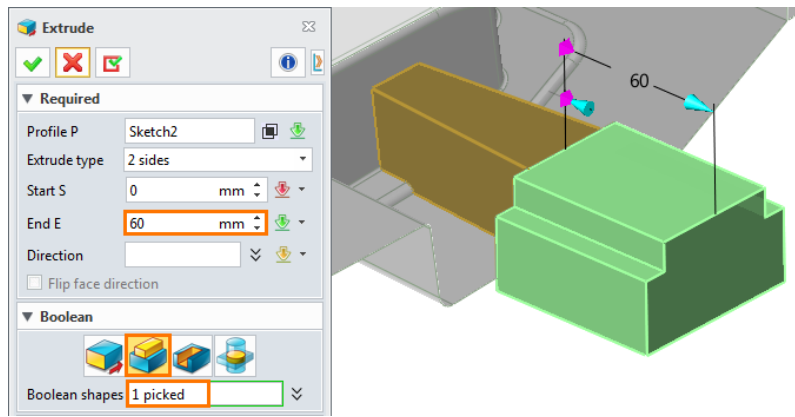 Extrude
Required
Profile P Sketch2
Extrude type 2 sides
Start S 0 mm
End E 60 mm
Direction
Flip face direction
Boolean
Boolean shapes 1 picked
60